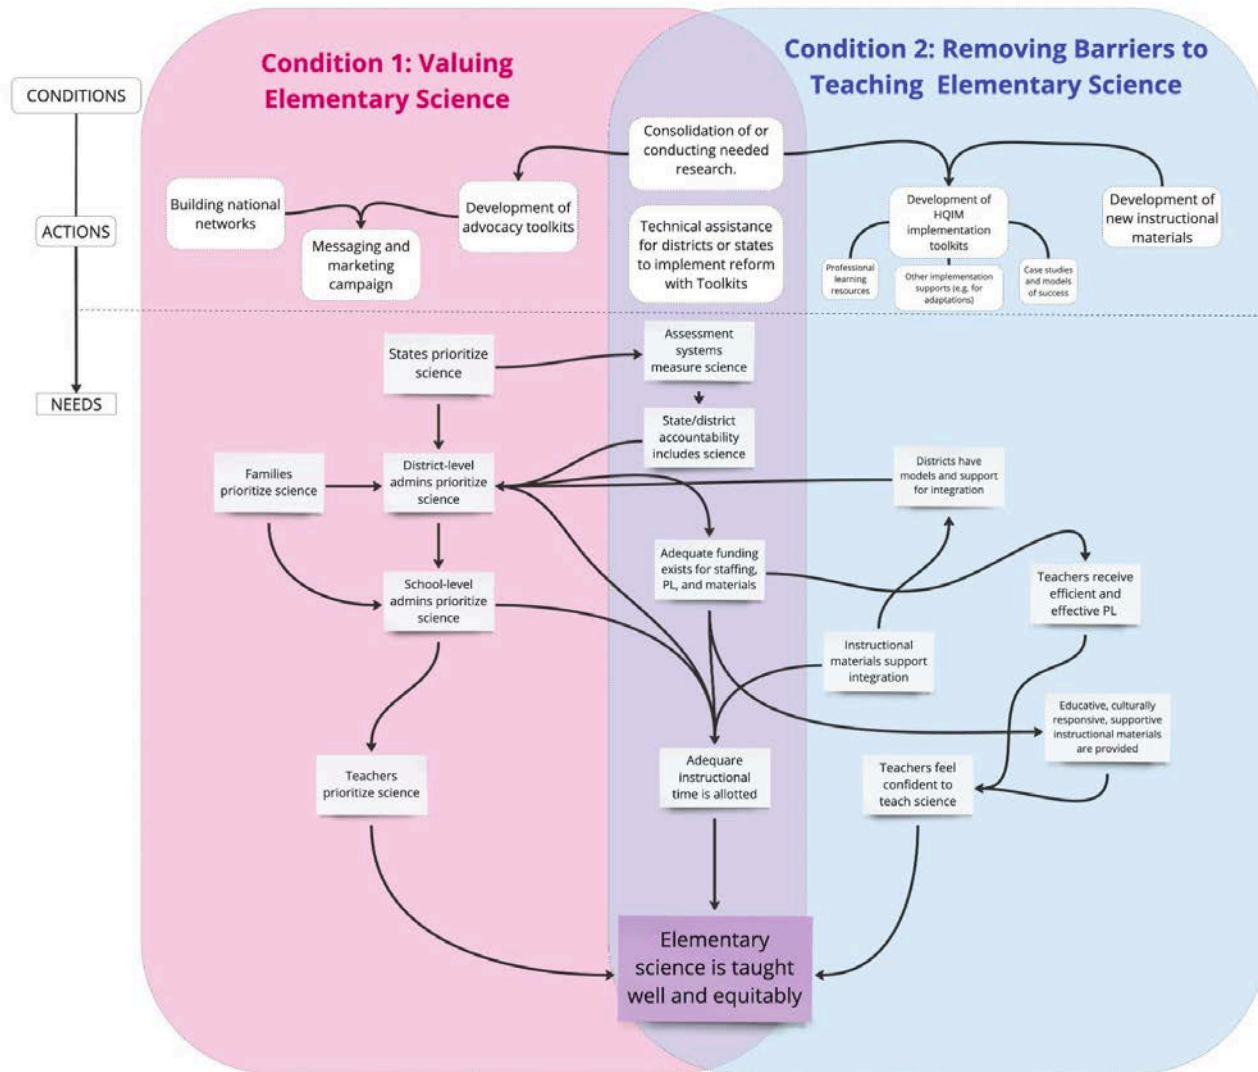 Condition 1: Valuing
Elementary Science
Condition 2: Removing Barriers to
Teaching Elementary Science
CONDITIONS
ACTIONS
NEEDS
Consolidation of or
conducting needed
research.
Building national
networks
Development of
advocacy toolkits
Messaging and
marketing
campaign
Technical assistance
for districts or states
to implement reform
with Toolkits
Development of
HQIM
implementation
toolkits
Development of
new instructional
materials
Professional
learning
resources
Other implementation
supports (e.g. for
adaptations)
Case studies
and models
of success
States prioritize
science
Assessment
systems
measure science
State/district
accountability
includes science
Families
prioritize science
District-level
admins prioritize
science
Districts have
models and support
for integration
School-level
admins prioritize
science
Adequate funding
exists for staffing,
PL, and materials
Teachers receive
efficient and
effective PL
Instructional
materials support
integration
Educative, culturally
responsive, supportive
instructional materials
are provided
Teachers
prioritize science
Adequare
instructional
time is allotted
Teachers feel
confident to
teach science
Elementary
science is taught
well and equitably